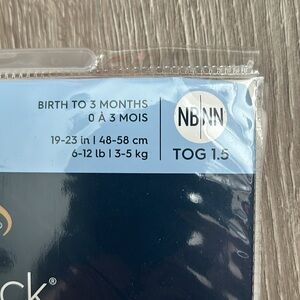 BIRTH TO 3 MONTHS
0 À 3 MOIS
19-23 in | 48-58 cm
6-12 lb | 3-5 kg
NB|NN
TOG 1.5
ck®